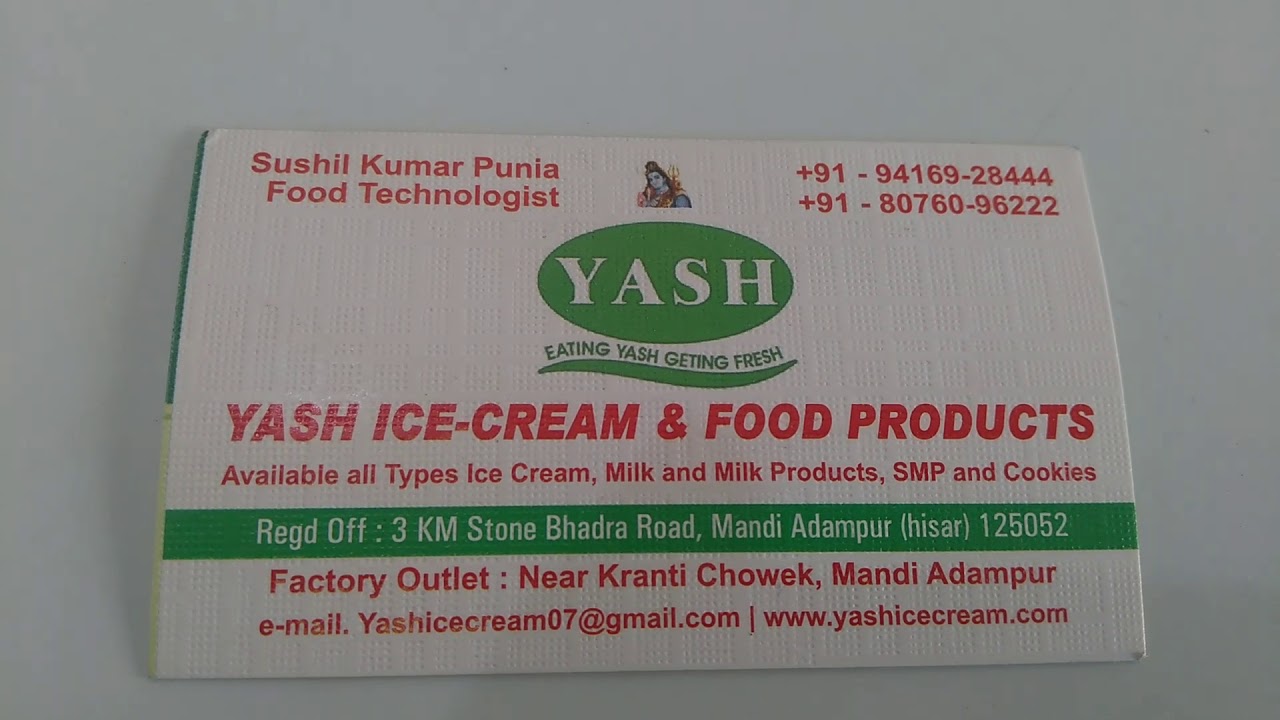 Sushil Kumar Punia
Food Technologist
+91 - 94169-28444
+91 - 80760-96222
YASH
EATING YASH GETING FRESH
YASH ICE-CREAM & FOOD PRODUCTS
Available all Types Ice Cream, Milk and Milk Products, SMP and Cookies
Regd Off : 3 KM Stone Bhadra Road, Mandi Adampur (hisar) 125052
Factory Outlet : Near Kranti Chowek, Mandi Adampur
e-mail. Yashicecream07@gmail.com | www.yashicecream.com